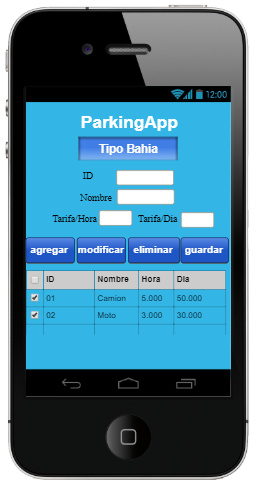 12:00
ParkingApp
Tipo Bahia
ID
Nombre
Tarifa/Hora Tarifa/Dia
agregar modificar eliminar guardar
ID Nombre Hora Dia
01 Camion 5.000 50.000
02 Moto 3.000 30.000